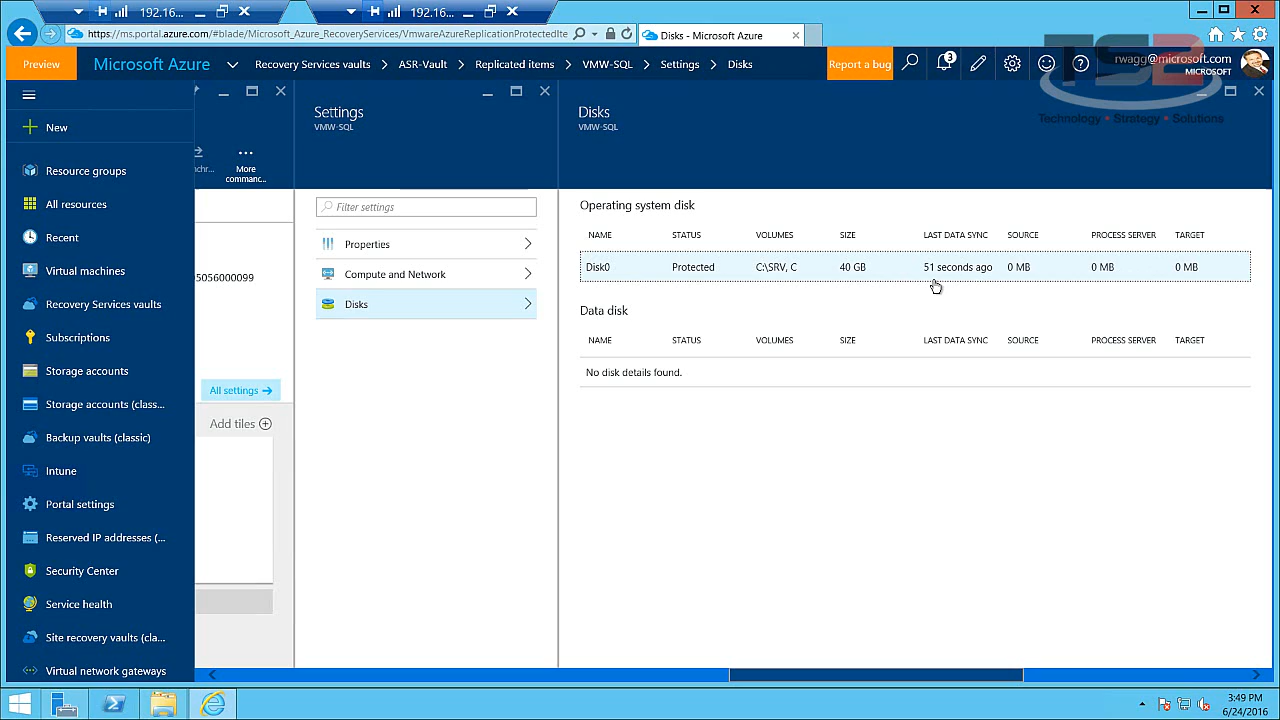 192.16...
192.16...
https://ms.portal.azure.com/#blade/Microsoft_Azure_RecoveryServices/VmwareAzureReplicationProtectedIte
Disks - Microsoft Azure
Preview
Microsoft Azure
Recovery Services vaults
ASR-Vault
Replicated items
VMW-SQL
Settings
Disks
Report a bug
3
rwagg@microsoft.com
MICROSOFT
TS2
Technology • Strategy • Solutions
New
Resource groups
All resources
Recent
Virtual machines
Recovery Services vaults
Subscriptions
Storage accounts
Storage accounts (class...
Backup vaults (classic)
Intune
Portal settings
Reserved IP addresses (...
Security Center
Service health
Site recovery vaults (cla...
Virtual network gateways
nchr...
More
commanc...
5056000099
All settings
Add tiles
Settings
VMW-SQL
Filter settings
Properties
Compute and Network
Disks
Disks
VMW-SQL
Operating system disk
NAME STATUS VOLUMES SIZE LAST DATA SYNC SOURCE PROCESS SERVER TARGET
Disk0 Protected C:\SRV, C 40 GB 51 seconds ago 0 MB 0 MB 0 MB
Data disk
NAME STATUS VOLUMES SIZE LAST DATA SYNC SOURCE PROCESS SERVER TARGET
No disk details found.
3:49 PM
6/24/2016